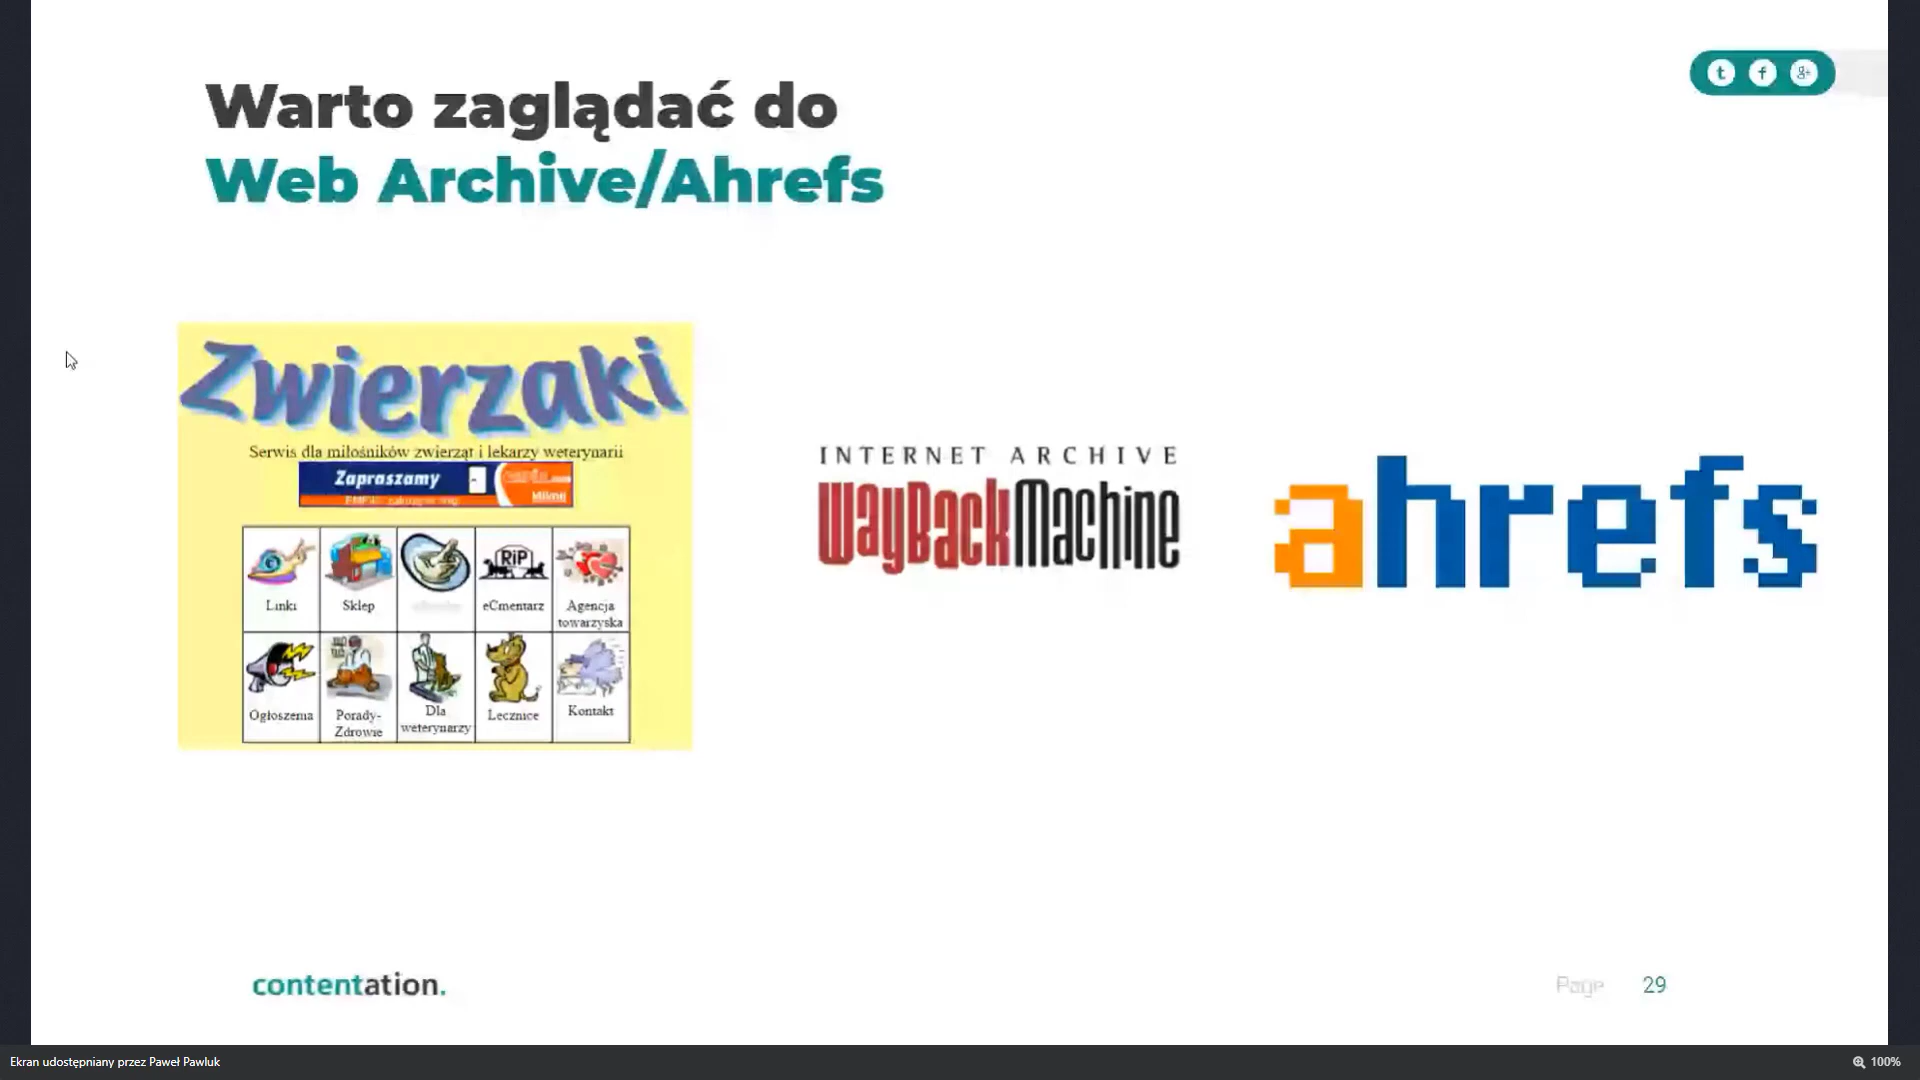 Warto zaglądać do
Web Archive/Ahrefs
t f g+
Zwierzaki
Serwis dla miłośników zwierząt i lekarzy weterynarii
Zapraszamy
INTERNET ARCHIVE
WayBackMachine
ahrefs
Linki Sklep eCmentarz Agencja towarzyska
RiP
Ogłoszenia Porady-Zdrowie Dla weterynarzy Lecznice Kontakt
contentation.
Page 29
Ekran udostępniany przez Paweł Pawluk
100%